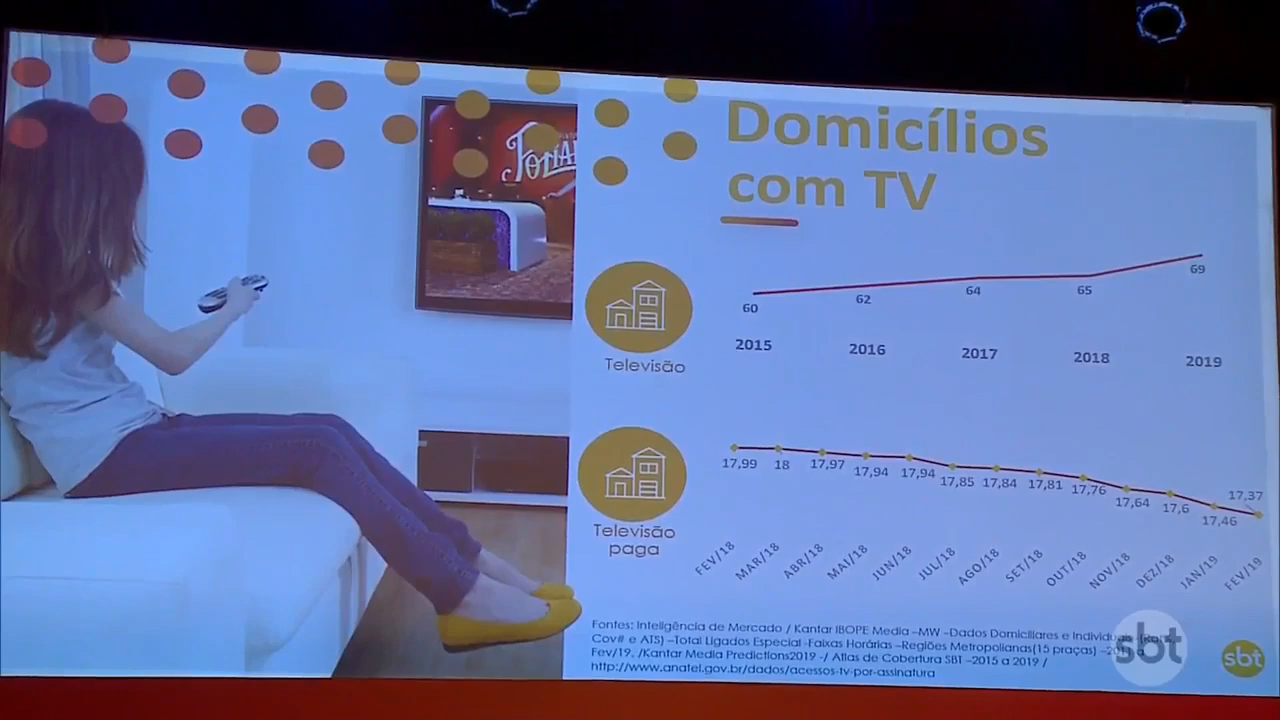 Domicílios
com TV
60
62
64
65
69
2015
2016
2017
2018
2019
Televisão
17,99
18
17,97
17,94
17,94
17,85
17,84
17,81
17,76
17,64
17,6
17,46
17,37
Televisão
paga
FEV/18
MAR/18
ABR/18
MAI/18
JUN/18
JUL/18
AGO/18
SET/18
OUT/18
NOV/18
DEZ/18
JAN/19
FEV/19
Fontes: Inteligência de Mercado / Kantar IBOPE Media –MW –Dados Domiciliares e
Cov# e ATS) –Total Ligados Especial -Faixas Horárias –Regiões Metropolianas(15 praças)
Fev/19. /Kantar Media Predictions2019 -/ Atlas de Cobertura SBT –2015 a 2019 /
http://www.anatel.gov.br/dados/acessos-tv-por-assinatura
sbt
sbt